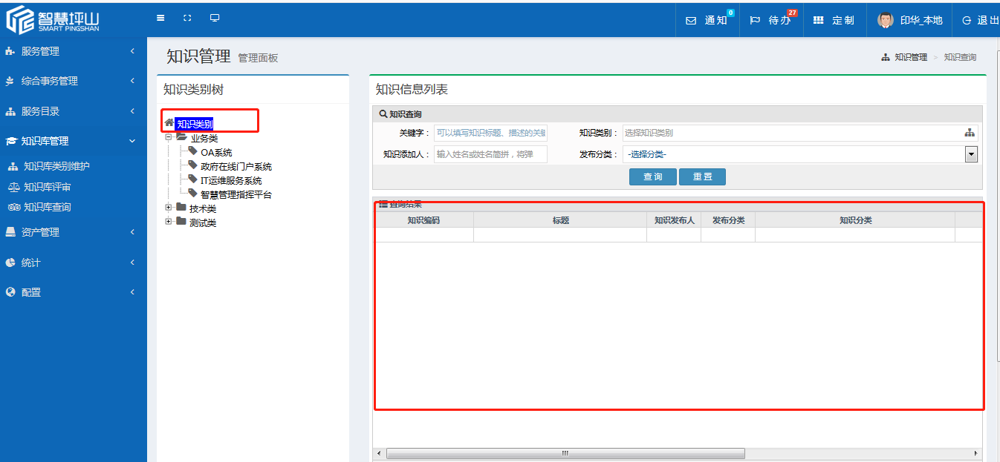 智慧坪山
SMART PINGSHAN
通知 0
待办 27
定制
印华_本地
退出
服务管理
综合事务管理
服务目录
知识库管理
知识库类别维护
知识库评审
知识库查询
资产管理
统计
配置
知识管理 管理面板
知识管理 > 知识查询
知识类别树
知识类别
业务类
OA系统
政府在线门户系统
IT运维服务系统
智慧管理指挥平台
技术类
测试类
知识信息列表
知识查询
关键字： 可以填写知识标题、描述的关键
知识类别： 选择知识类别
知识添加人： 输入姓名或姓名简拼，将弹
发布分类： -选择分类-
查询 重置
查询结果
知识编码 标题 知识发布人 发布分类 知识分类